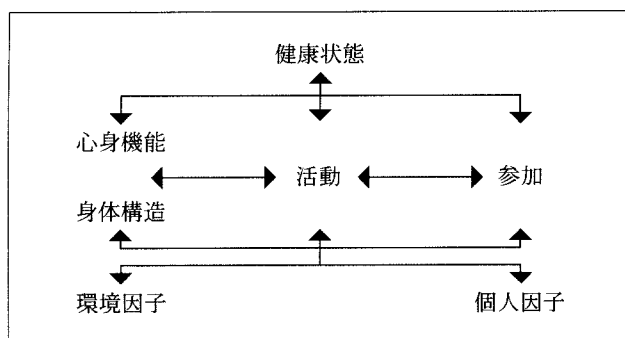 健康状態
心身機能
活動
参加
身体構造
環境因子
個人因子